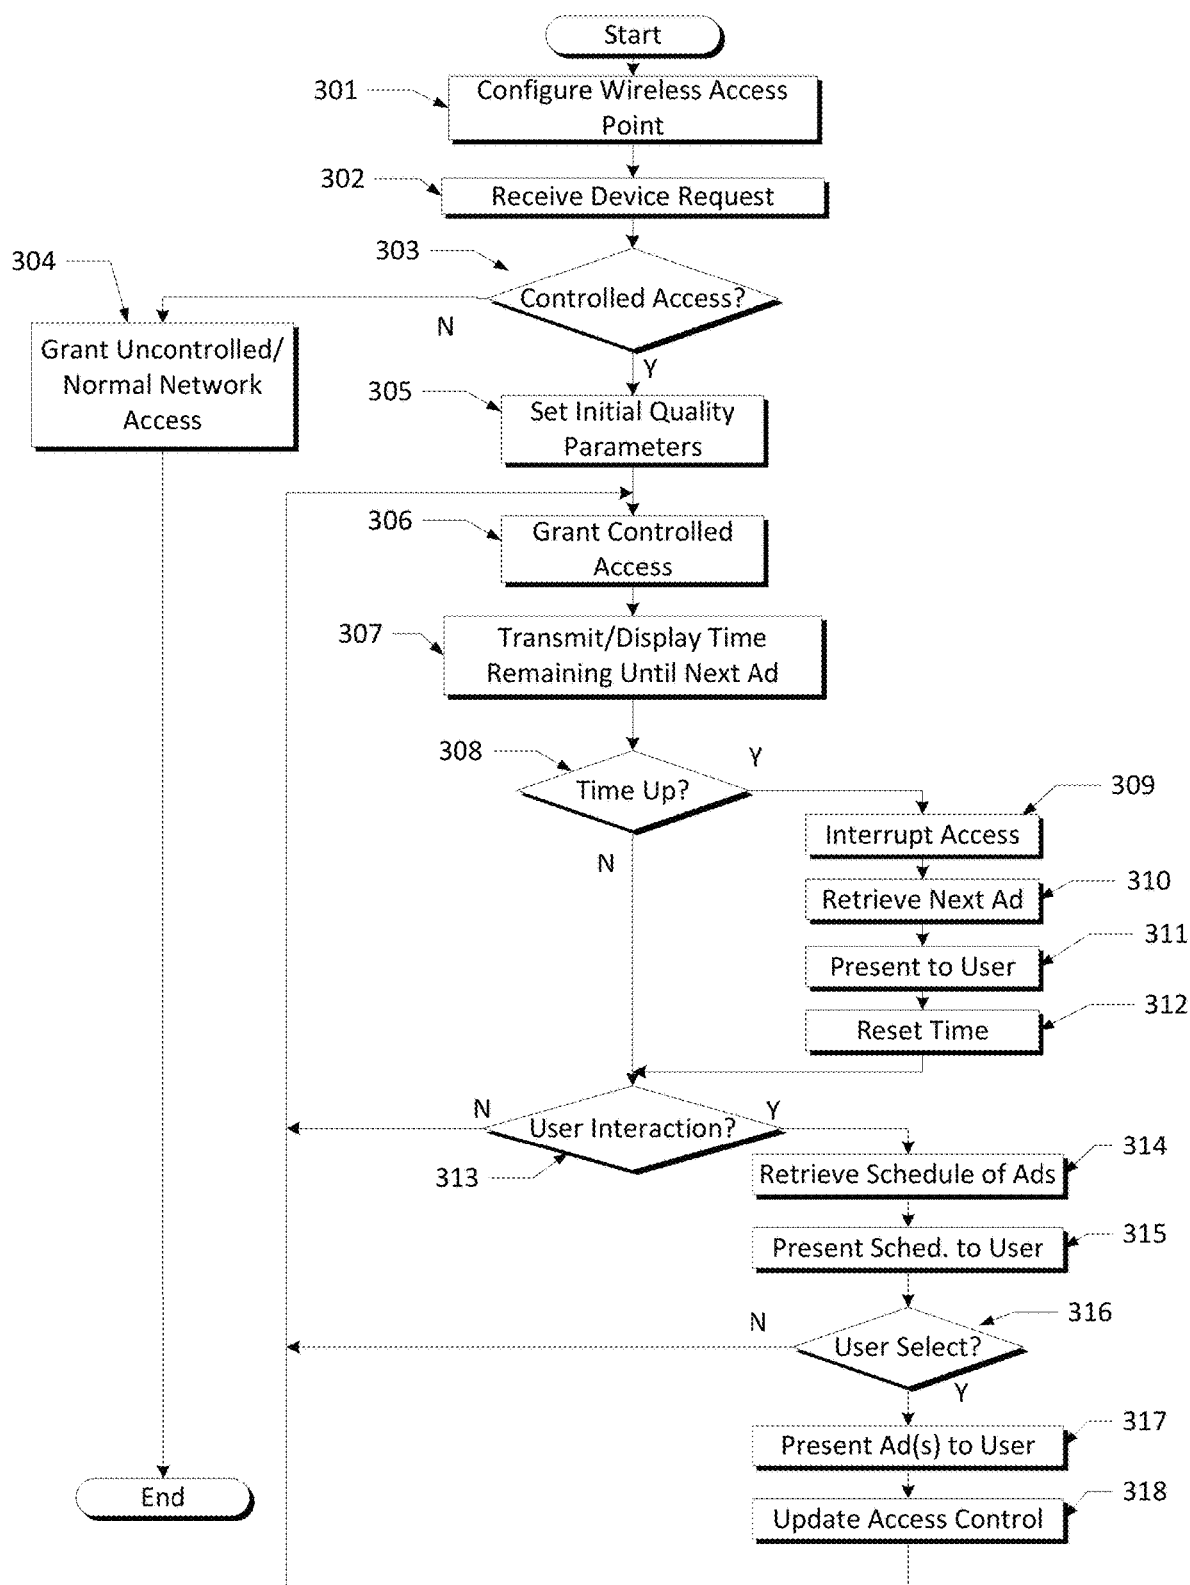 Start
301
Configure Wireless Access
Point
302
Receive Device Request
303
304
Controlled Access?
N
Y
Grant Uncontrolled/
Normal Network
Access
305
Set Initial Quality
Parameters
306
Grant Controlled
Access
307
Transmit/Display Time
Remaining Until Next Ad
308
Y
Time Up?
N
309
Interrupt Access
310
Retrieve Next Ad
311
Present to User
312
Reset Time
N
Y
User Interaction?
313
314
Retrieve Schedule of Ads
315
Present Sched. to User
316
N
User Select?
Y
317
Present Ad(s) to User
End
318
Update Access Control